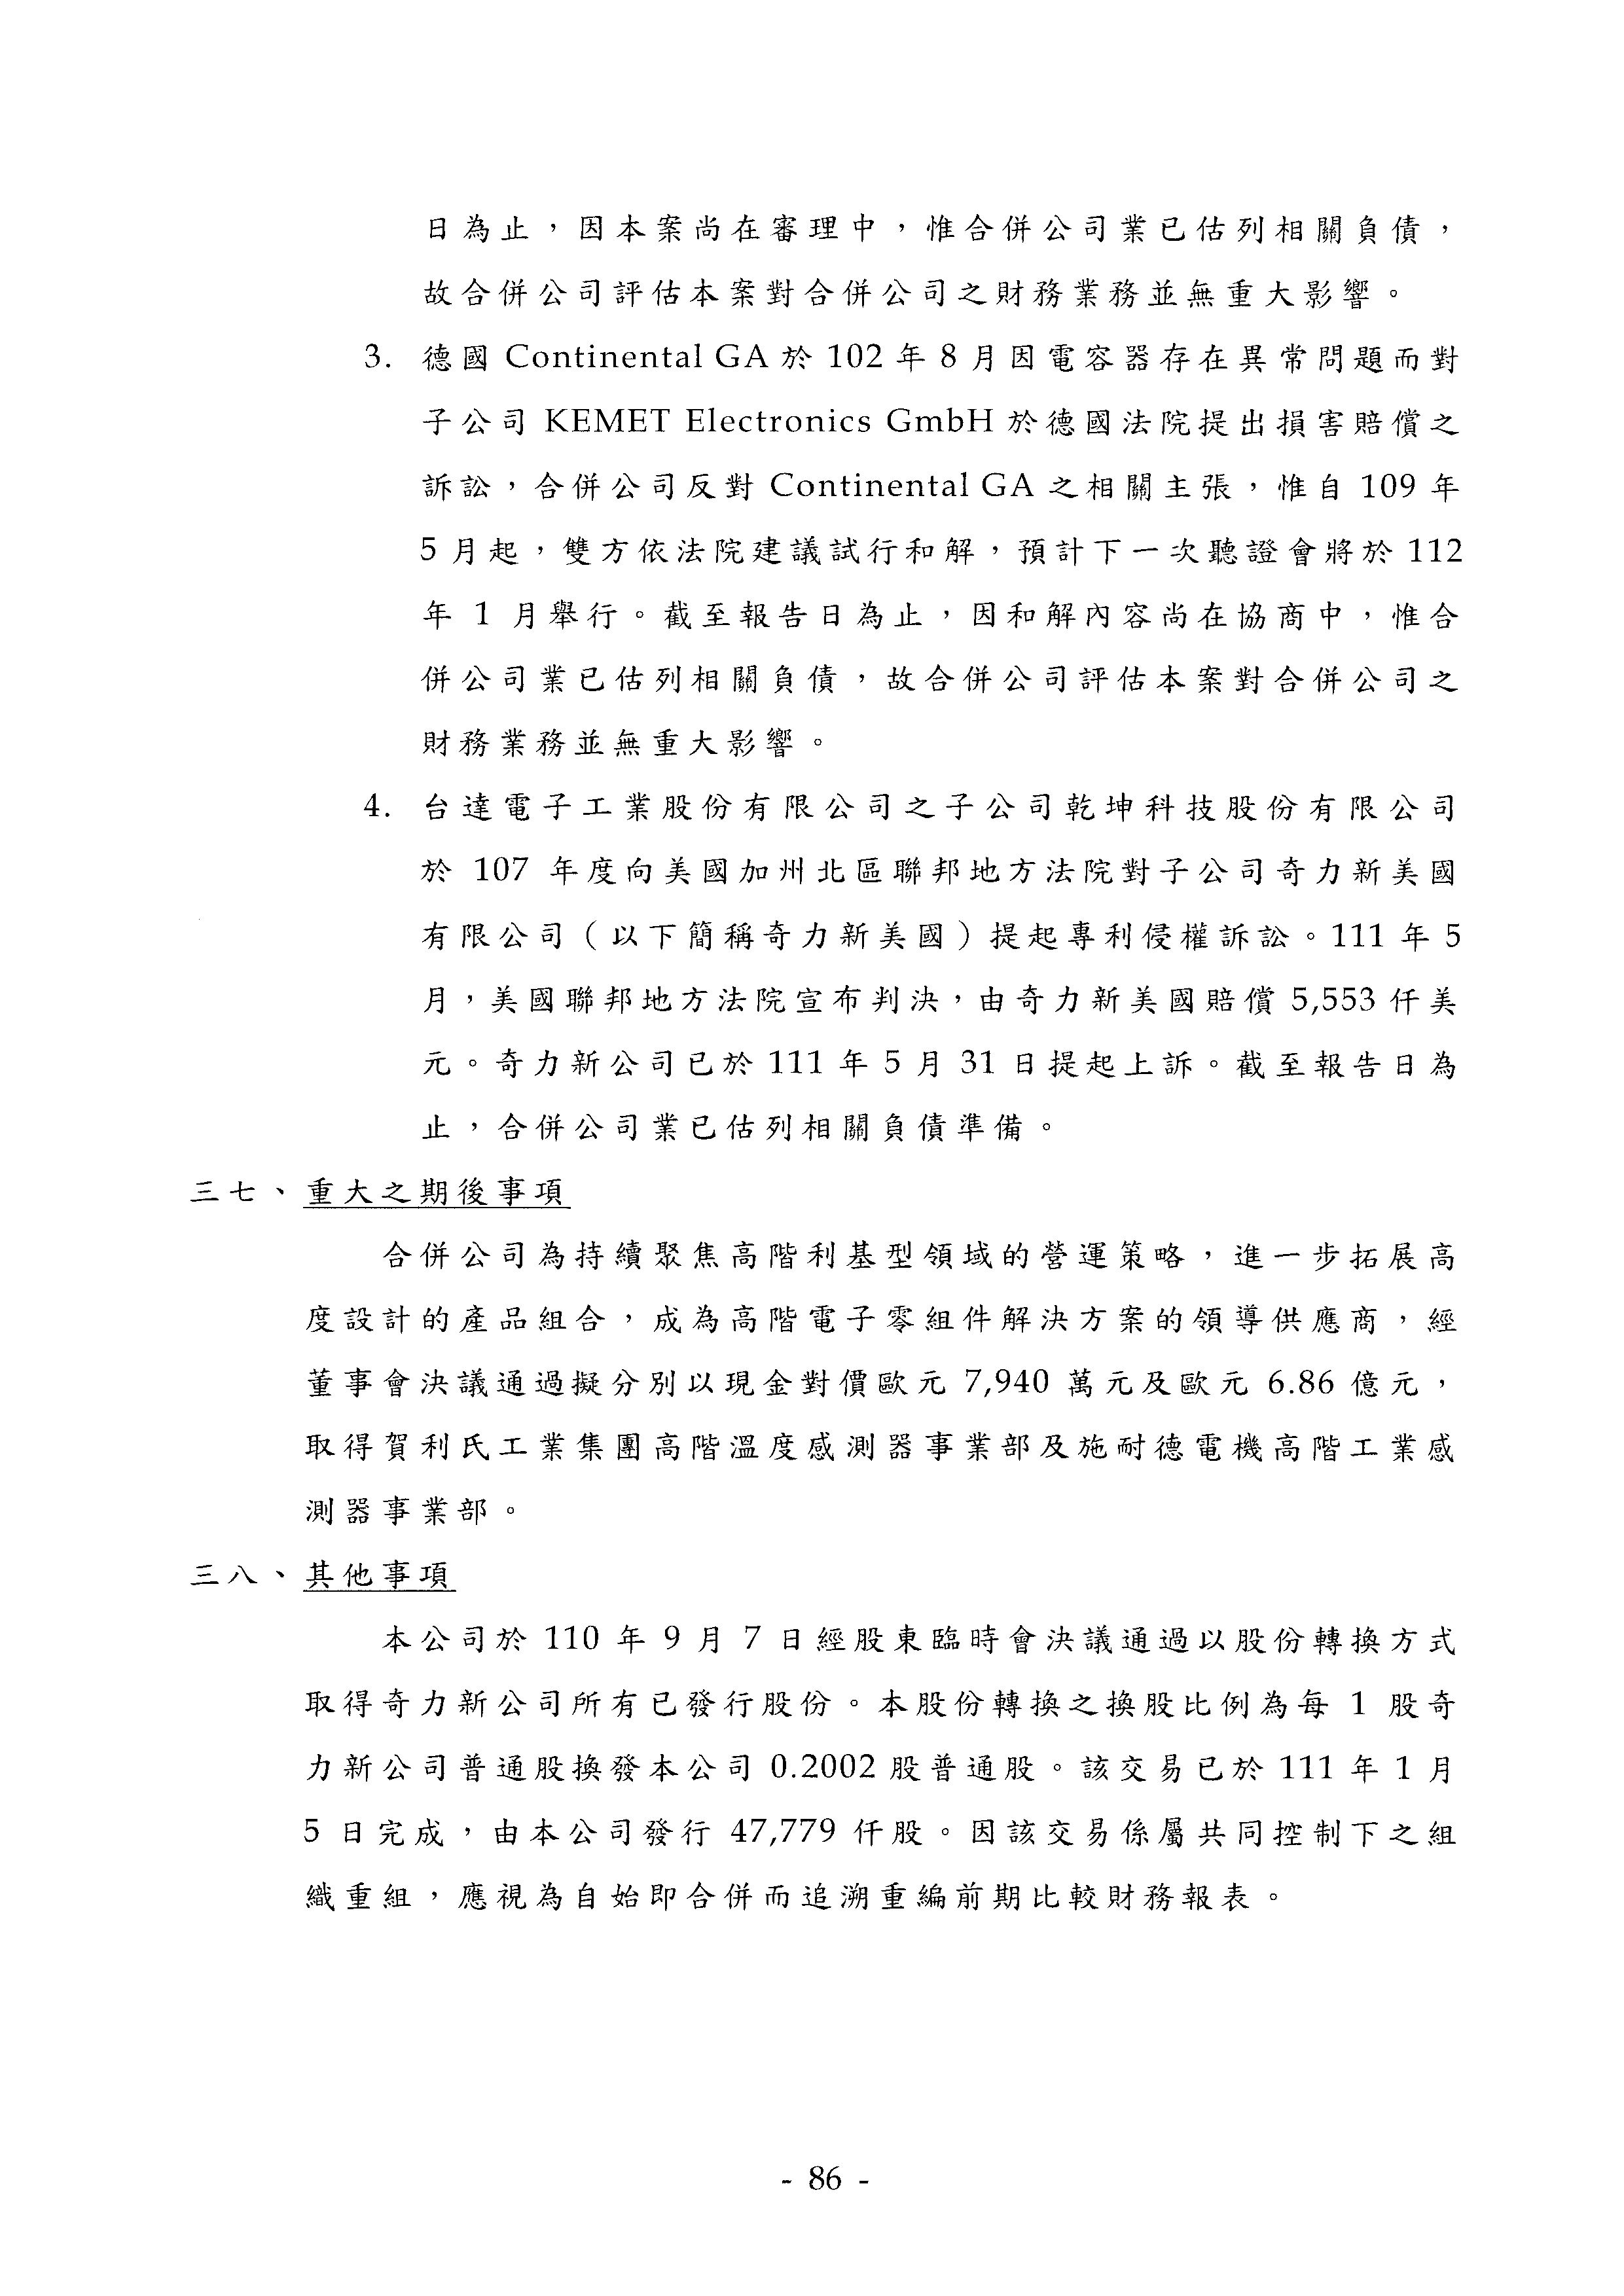 日為止，因本案尚在審理中，惟合併公司業已估列相關負債，
故合併公司評估本案對合併公司之財務業務並無重大影響。
3. 德國 Continental GA 於 102 年 8 月因電容器存在異常問題而對
子公司 KEMET Electronics GmbH 於德國法院提出損害賠償之
訴訟，合併公司反對 Continental GA 之相關主張，惟自 109 年
5 月起，雙方依法院建議試行和解，預計下一次聽證會將於 112
年 1 月舉行。截至報告日為止，因和解內容尚在協商中，惟合
併公司業已估列相關負債，故合併公司評估本案對合併公司之
財務業務並無重大影響。
4. 台達電子工業股份有限公司之子公司乾坤科技股份有限公司
於 107 年度向美國加州北區聯邦地方法院對子公司奇力新美國
有限公司（以下簡稱奇力新美國）提起專利侵權訴訟。111 年 5
月，美國聯邦地方法院宣布判決，由奇力新美國賠償 5,553 仟美
元。奇力新公司已於 111 年 5 月 31 日提起上訴。截至報告日為
止，合併公司業已估列相關負債準備。
三七、重大之期後事項
合併公司為持續聚焦高階利基型領域的營運策略，進一步拓展高
度設計的產品組合，成為高階電子零組件解決方案的領導供應商，經
董事會決議通過擬分別以現金對價歐元 7,940 萬元及歐元 6.86 億元，
取得賀利氏工業集團高階溫度感測器事業部及施耐德電機高階工業感
測器事業部。
三八、其他事項
本公司於 110 年 9 月 7 日經股東臨時會決議通過以股份轉換方式
取得奇力新公司所有已發行股份。本股份轉換之換股比例為每 1 股奇
力新公司普通股換發本公司 0.2002 股普通股。該交易已於 111 年 1 月
5 日完成，由本公司發行 47,779 仟股。因該交易係屬共同控制下之組
織重組，應視為自始即合併而追溯重編前期比較財務報表。
- 86 -